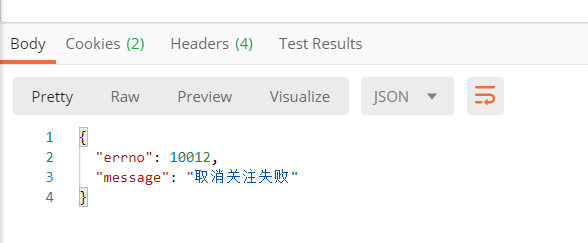 Body Cookies (2) Headers (4) Test Results
Pretty Raw Preview Visualize JSON
1 {
2 "errno": 10012,
3 "message": "取消关注失败"
4 }